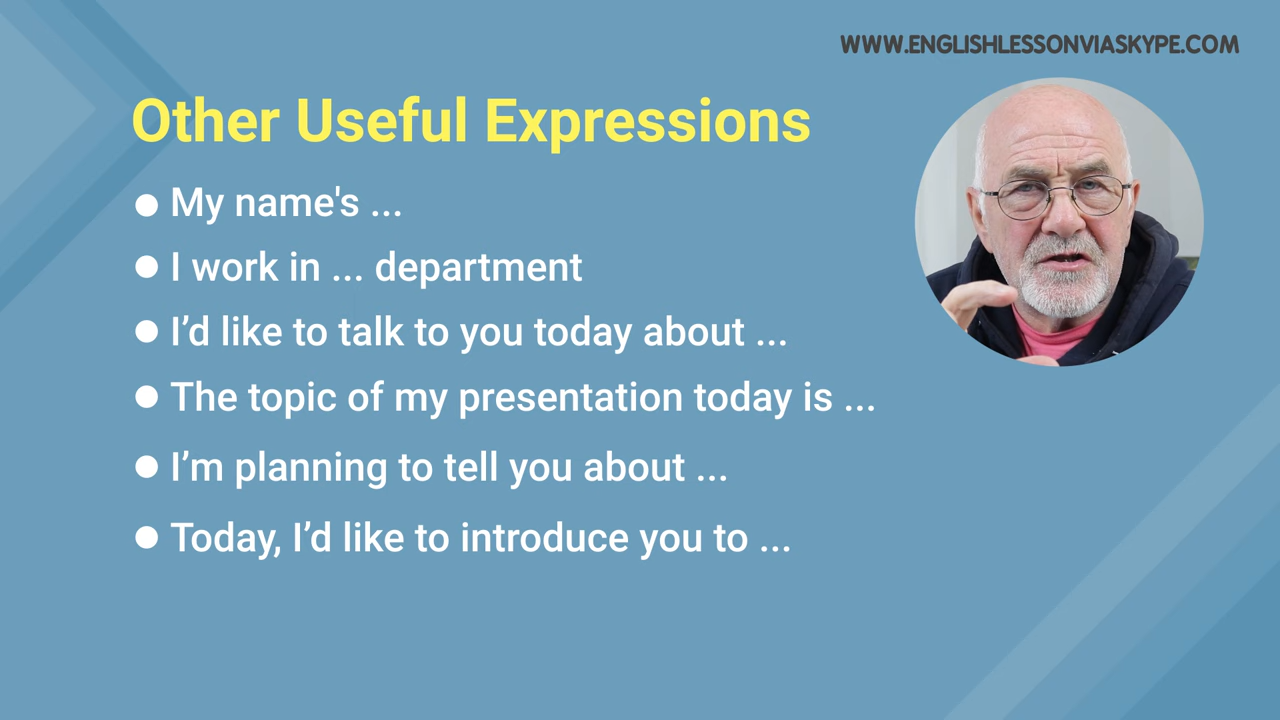 WWW.ENGLISHLESSONVIASKYPE.COM
Other Useful Expressions
● My name's ...
● I work in ... department
● I’d like to talk to you today about ...
● The topic of my presentation today is ...
● I’m planning to tell you about ...
● Today, I’d like to introduce you to ...